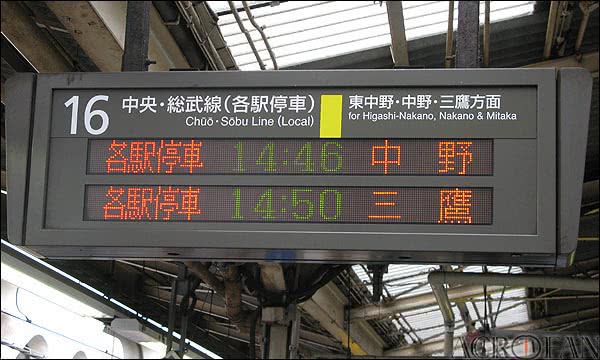 16 中央・総武線(各駅停車) 東中野・中野・三鷹方面
Chūō-Sōbu Line (Local) for Higashi-Nakano, Nakano & Mitaka
各駅停車 14:46 中野
各駅停車 14:50 三鷹